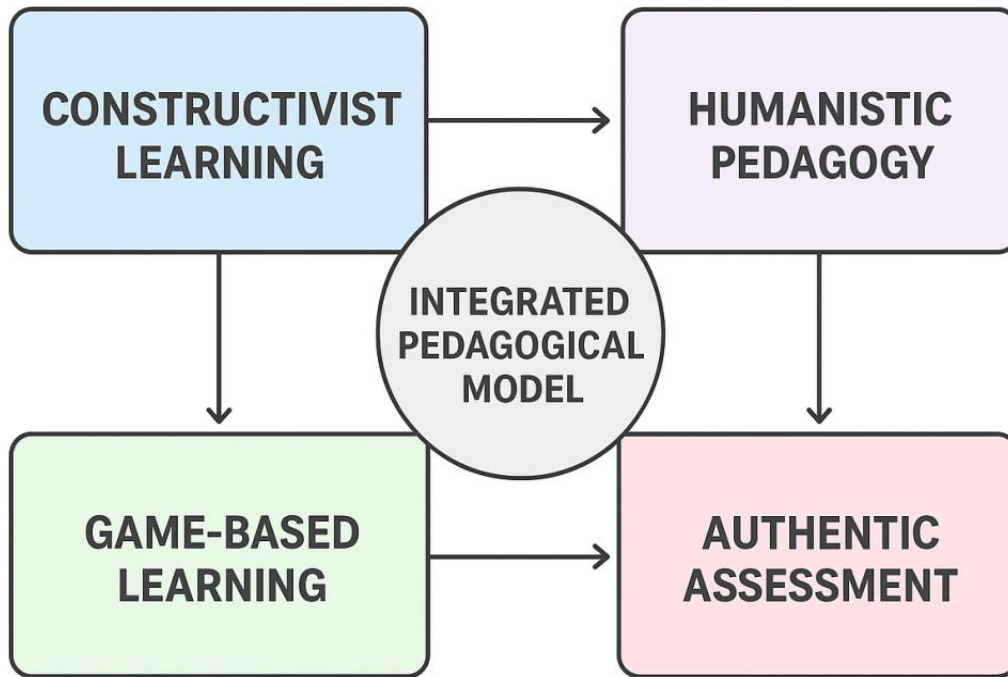 CONSTRUCTIVIST
LEARNING
HUMANISTIC
PEDAGOGY
INTEGRATED
PEDAGOGICAL
MODEL
GAME-BASED
LEARNING
AUTHENTIC
ASSESSMENT